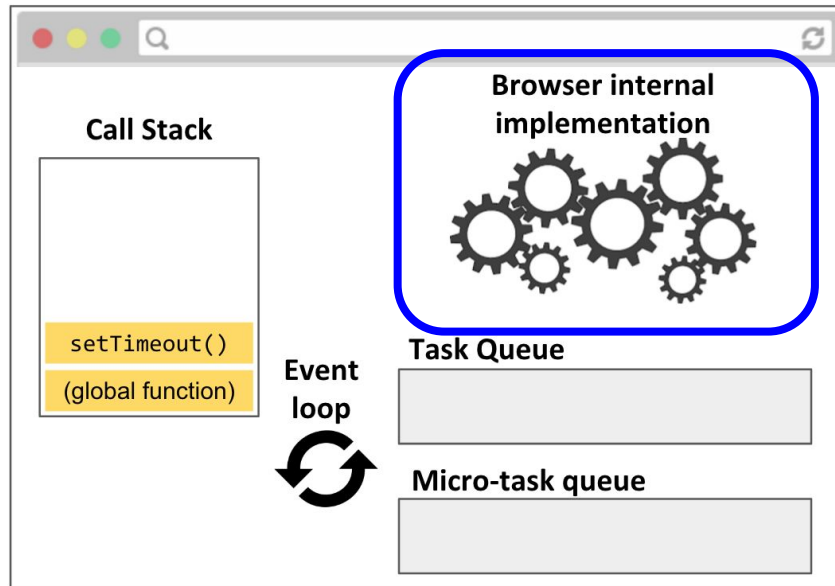 Browser internal
implementation
Call Stack
setTimeout()
(global function)
Event
loop
Task Queue
Micro-task queue